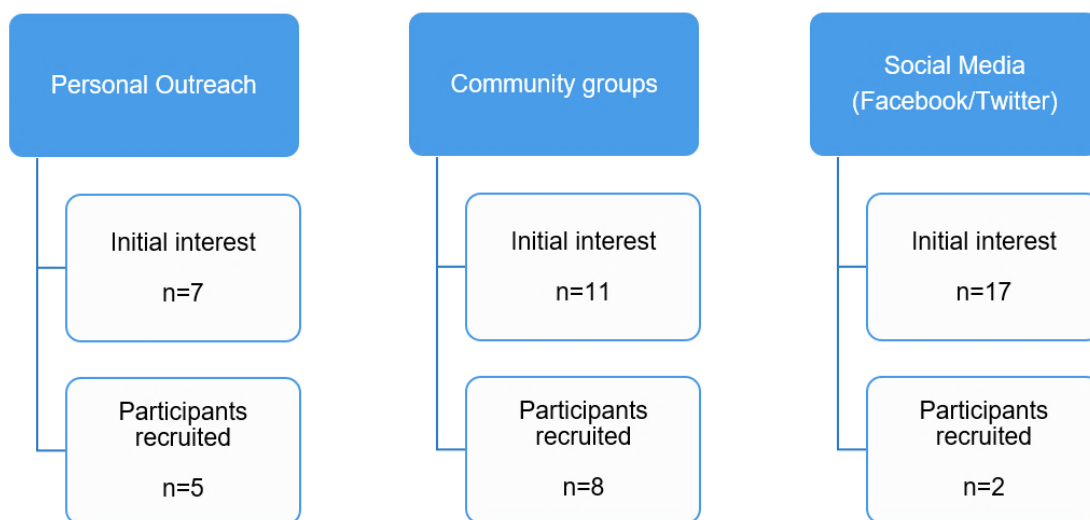 Personal Outreach
Initial interest
n=7
Participants
recruited
n=5
Community groups
Initial interest
n=11
Participants
recruited
n=8
Social Media
(Facebook/Twitter)
Initial interest
n=17
Participants
recruited
n=2